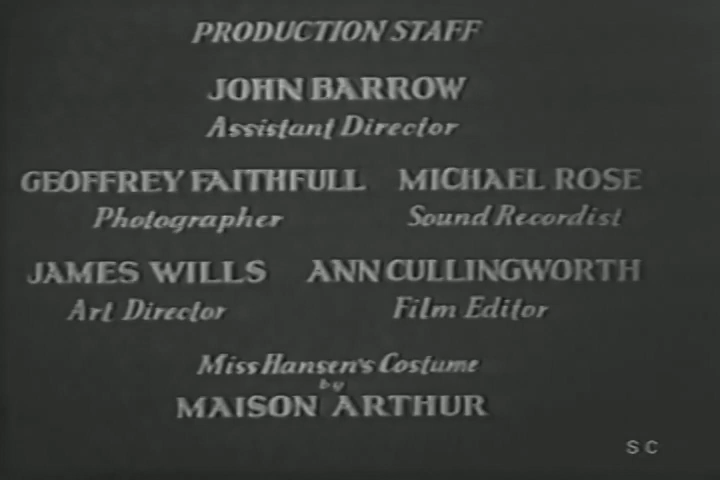 PRODUCTION STAFF
JOHN BARROW
Assistant Director
GEOFFREY FAITHFULL MICHAEL ROSE
Photographer Sound Recordist
JAMES WILLS ANN CULLINGWORTH
Art Director Film Editor
Miss Hansen's Costume
by
MAISON ARTHUR
S C